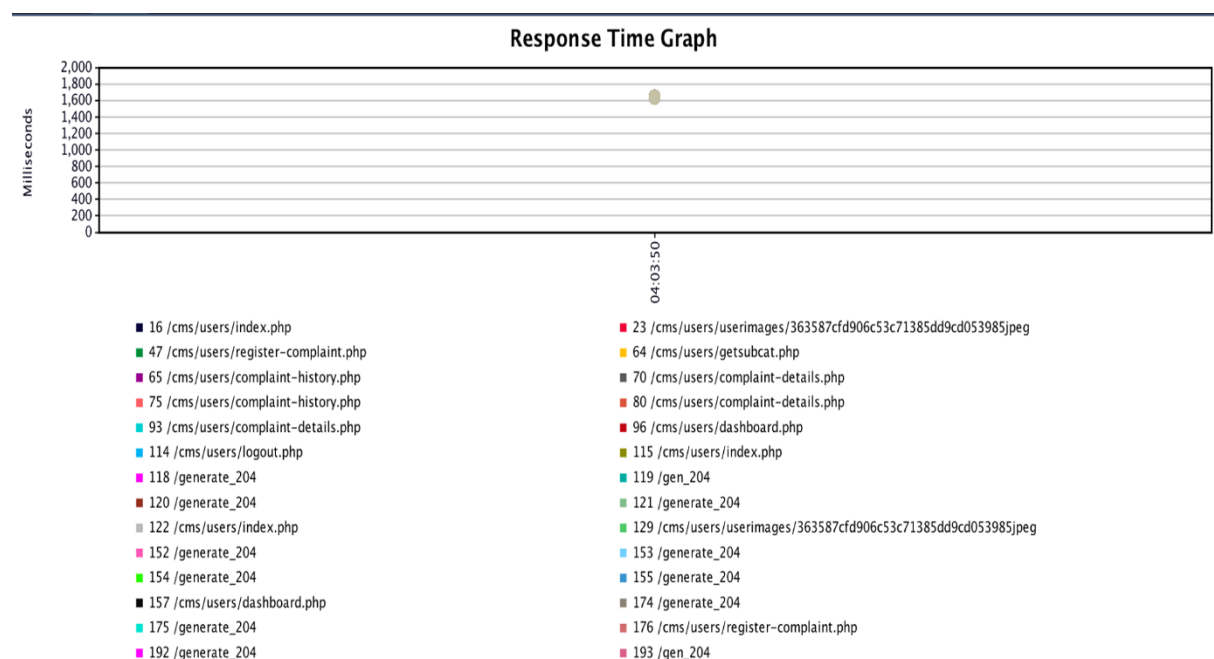 Response Time Graph
Milliseconds
2,000
1,800
1,600
1,400
1,200
1,000
800
600
400
200
0
04:03:50
16 /cms/users/index.php
23 /cms/users/userimages/363587cfd906c53c71385dd9cd053985jpeg
47 /cms/users/register-complaint.php
64 /cms/users/getsubcat.php
65 /cms/users/complaint-history.php
70 /cms/users/complaint-details.php
75 /cms/users/complaint-history.php
80 /cms/users/complaint-details.php
93 /cms/users/complaint-details.php
96 /cms/users/dashboard.php
114 /cms/users/logout.php
115 /cms/users/index.php
118 /generate_204
119 /gen_204
120 /generate_204
121 /generate_204
122 /cms/users/index.php
129 /cms/users/userimages/363587cfd906c53c71385dd9cd053985jpeg
152 /generate_204
153 /generate_204
154 /generate_204
155 /generate_204
157 /cms/users/dashboard.php
174 /generate_204
175 /generate_204
176 /cms/users/register-complaint.php
192 /generate_204
193 /gen_204